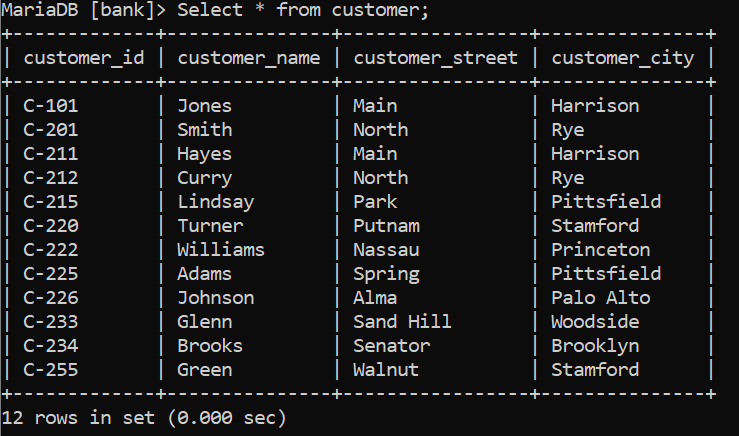 MariaDB [bank]> Select * from customer;
+-------------+---------------+-----------------+---------------+
| customer_id | customer_name | customer_street | customer_city |
+-------------+---------------+-----------------+---------------+
| C-101       | Jones         | Main            | Harrison      |
| C-201       | Smith         | North           | Rye           |
| C-211       | Hayes         | Main            | Harrison      |
| C-212       | Curry         | North           | Rye           |
| C-215       | Lindsay       | Park            | Pittsfield    |
| C-220       | Turner        | Putnam          | Stamford      |
| C-222       | Williams      | Nassau          | Princeton     |
| C-225       | Adams         | Spring          | Pittsfield    |
| C-226       | Johnson       | Alma            | Palo Alto     |
| C-233       | Glenn         | Sand Hill       | Woodside      |
| C-234       | Brooks        | Senator         | Brooklyn      |
| C-255       | Green         | Walnut          | Stamford      |
+-------------+---------------+-----------------+---------------+
12 rows in set (0.000 sec)